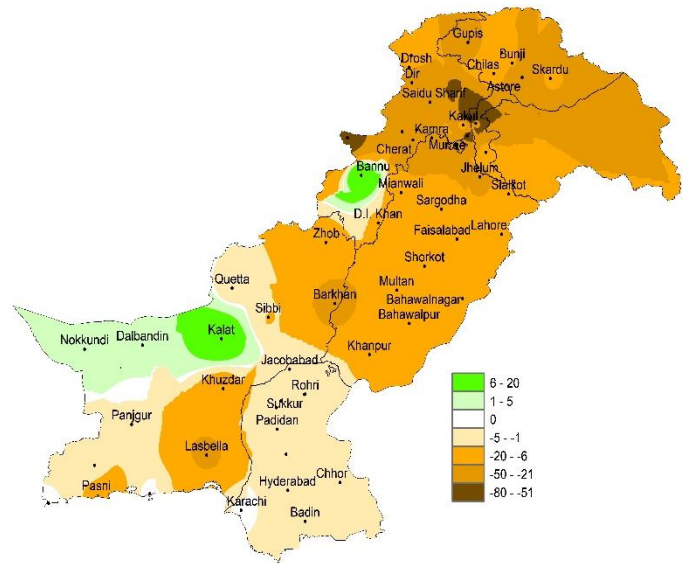 Gupis
Drosh
Bunji
Chilas
Dir
Skardu
Astore
Saidu Sharif
Kakul
Kamra
Cherat
Murree
Bannu
Jhelum
Mianwali
Sialkot
Sargodha
D.I. Khan
Zhob
Faisalabad
Lahore
Shorkot
Quetta
Multan
Barkhan
Bahawalnagar
Sibbi
Bahawalpur
Kalat
Dalbandin
Nokkundi
Khanpur
Jacobabad
Khuzdar
Rohri
Sukkur
Panjgur
Padidan
Lasbella
Pasni
Hyderabad
Chhor
Karachi
Badin
6 - 20
1 - 5
0
-5 - -1
-20 - -6
-50 - -21
-80 - -51